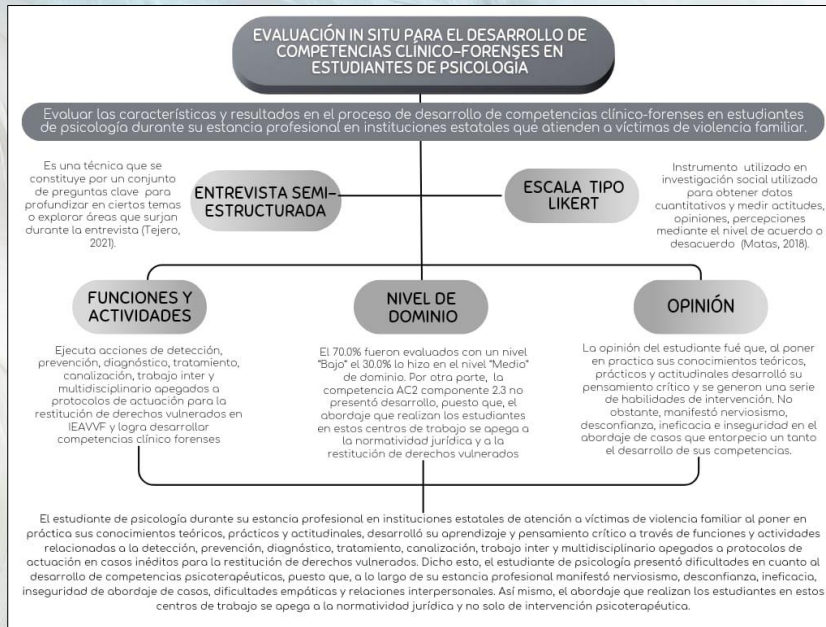 EVALUACIÓN IN SITU PARA EL DESARROLLO DE
COMPETENCIAS CLÍNICO-FORENSES EN
ESTUDIANTES DE PSICOLOGÍA
Evaluar las características y resultados en el proceso de desarrollo de competencias clínico-forenses en estudiantes
de psicología durante su estancia profesional en instituciones estatales que atienden a víctimas de violencia familiar.
Es una técnica que se
constituye por un conjunto
de preguntas clave para
profundizar en ciertos temas
o explorar áreas que surjan
durante la entrevista (Tejero,
2021).
ENTREVISTA SEMI-
ESTRUCTURADA
ESCALA TIPO
LIKERT
Instrumento utilizado en
investigación social utilizado
para obtener datos
cuantitativos y medir actitudes,
opiniones, percepciones
mediante el nivel de acuerdo o
desacuerdo (Matas, 2018).
FUNCIONES Y
ACTIVIDADES
Ejecuta acciones de detección,
prevención, diagnóstico, tratamiento,
canalización, trabajo inter y
multidisciplinario apegados a
protocolos de actuación para la
restitución de derechos vulnerados en
IEAVVF y logra desarrollar
competencias clínico forenses
NIVEL DE
DOMINIO
El 70.0% fueron evaluados con un nivel
"Bajo" el 30.0% lo hizo en el nivel "Medio"
de dominio. Por otra parte, la
competencia AC2 componente 2.3 no
presentó desarrollo, puesto que, el
abordaje que realizan los estudiantes
en estos centros de trabajo se apega a
la normatividad jurídica y a la
restitución de derechos vulnerados
OPINIÓN
La opinión del estudiante fué que, al poner
en practica sus conocimientos teóricos,
prácticos y actitudinales desarrolló su
pensamiento crítico y se generon una serie
de habilidades de intervención. No
obstante, manifestó nerviosismo,
desconfianza, ineficacia e inseguridad en el
abordaje de casos que entorpecio un tanto
el desarrollo de sus competencias.
El estudiante de psicología durante su estancia profesional en instituciones estatales de atención a víctimas de violencia familiar al poner en
práctica sus conocimientos teóricos, prácticos y actitudinales, desarrolló su aprendizaje y pensamiento crítico a través de funciones y actividades
relacionadas a la detección, prevención, diagnóstico, tratamiento, canalización, trabajo inter y multidisciplinario apegados a protocolos de
actuación en casos inéditos para la restitución de derechos vulnerados. Dicho esto, el estudiante de psicología presentó dificultades en cuanto al
desarrollo de competencias psicoterapéuticas, puesto que, a lo largo de su estancia profesional manifestó nerviosismo, desconfianza, ineficacia,
inseguridad de abordaje de casos, dificultades empáticas y relaciones interpersonales. Así mismo, el abordaje que realizan los estudiantes en estos
centros de trabajo se apega a la normatividad jurídica y no solo de intervención psicoterapéutica.